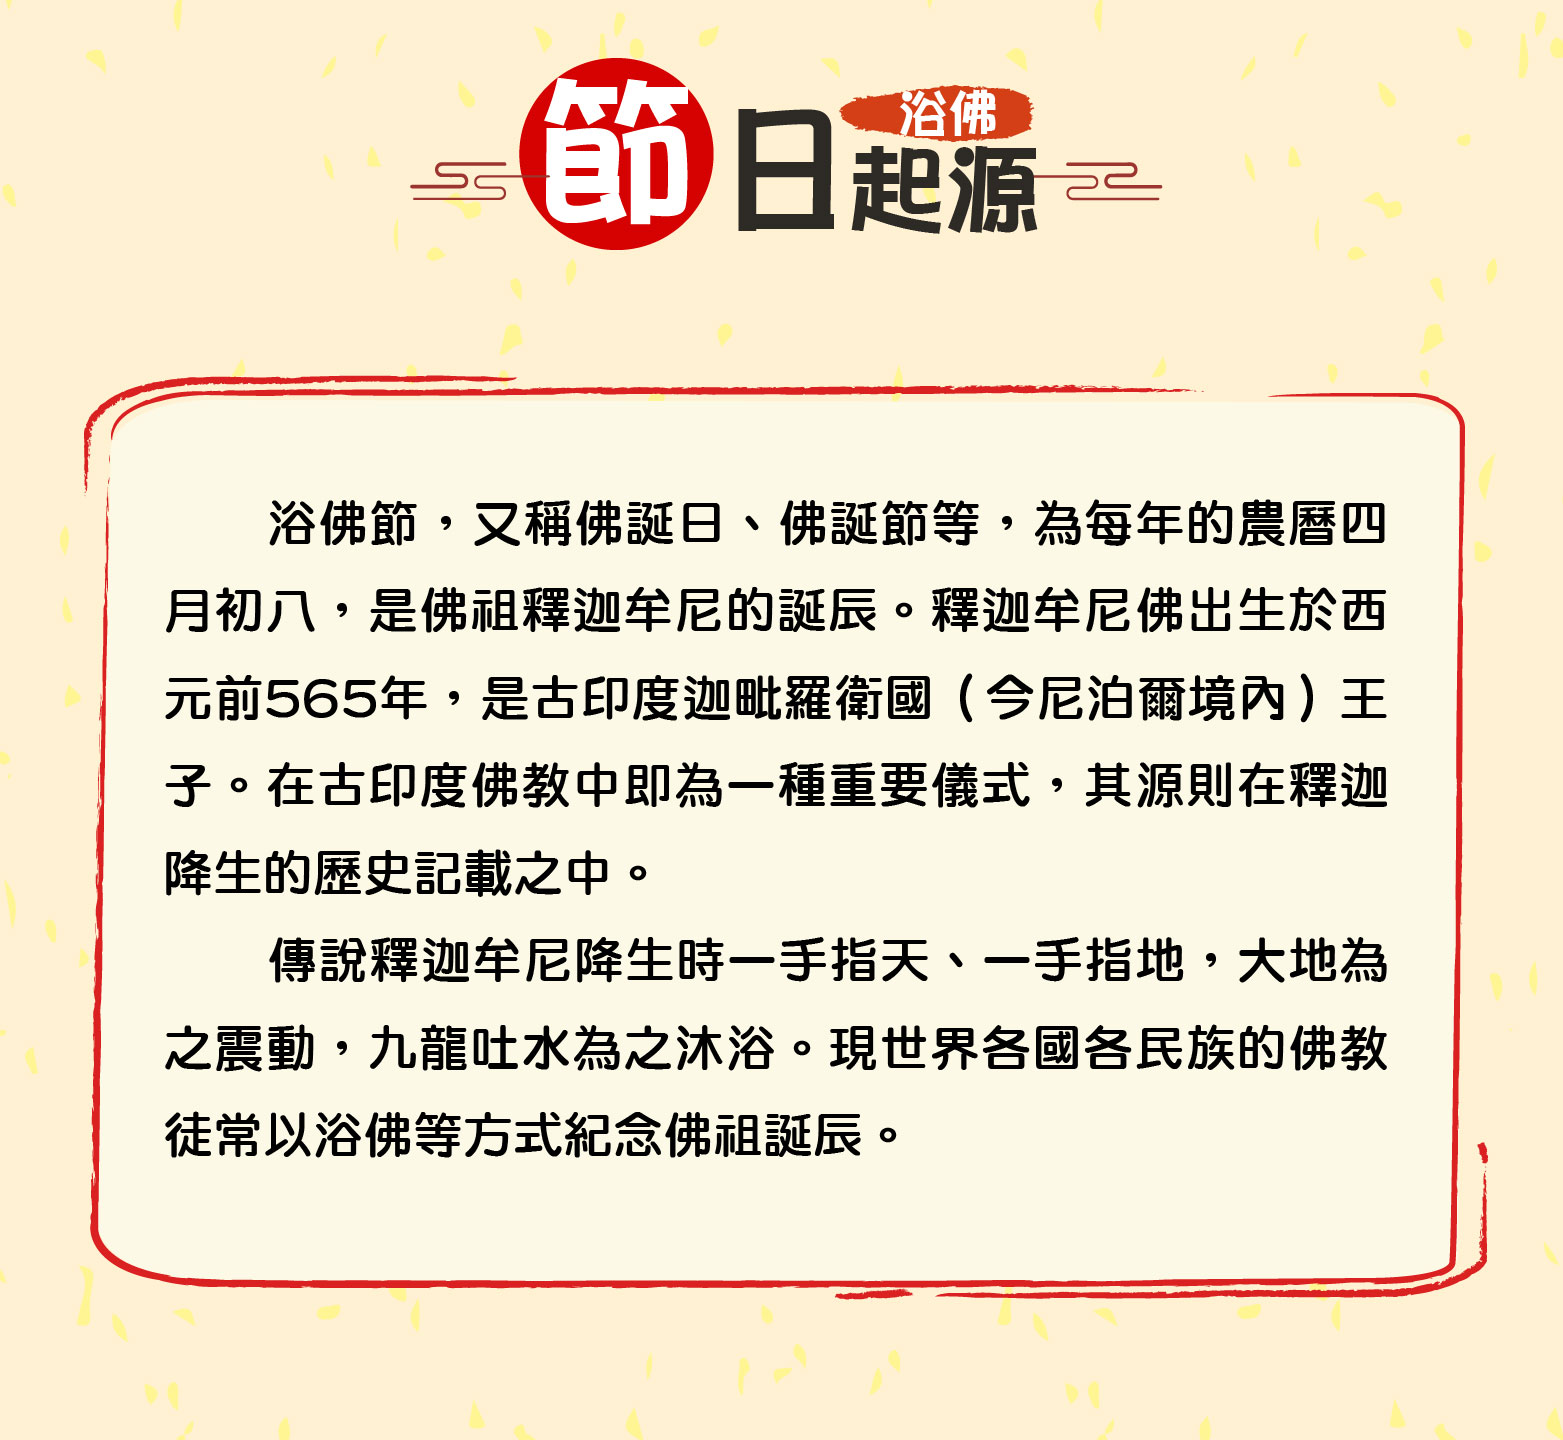 節日起源
浴佛
浴佛節，又稱佛誕日、佛誕節等，為每年的農曆四
月初八，是佛祖釋迦牟尼的誕辰。釋迦牟尼佛出生於西
元前565年，是古印度迦毗羅衛國（今尼泊爾境內）王
子。在古印度佛教中即為一種重要儀式，其源則在釋迦
降生的歷史記載之中。
傳說釋迦牟尼降生時一手指天、一手指地，大地為
之震動，九龍吐水為之沐浴。現世界各國各民族的佛教
徒常以浴佛等方式紀念佛祖誕辰。